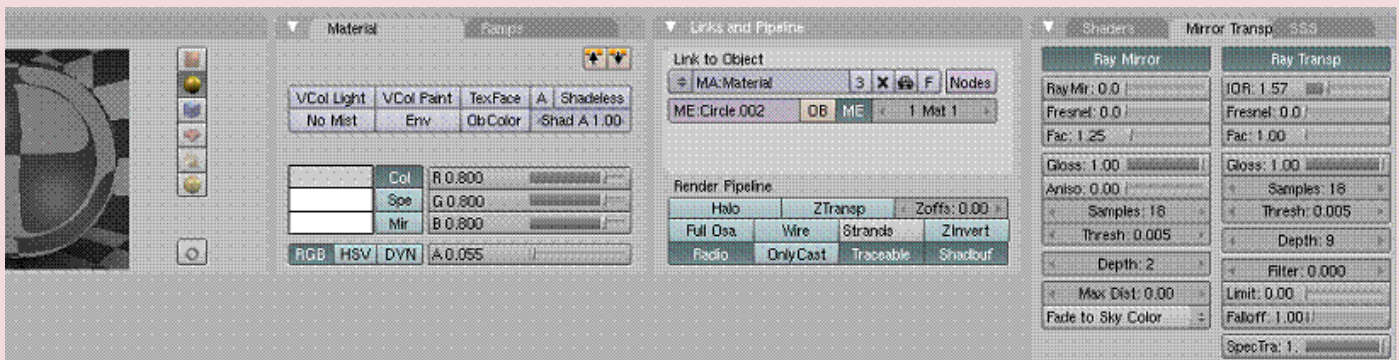 Material
Ramps
VCol Light VCol Paint TexFace A Shadeless
No Mist Env ObColor Shad A 1.00
Col R 0.800
Spe G 0.800
Mir B 0.800
RGB HSV DYN A 0.055
Links and Pipeline
Link to Object
MA:Material 3 X F Nodes
ME:Circle.002 OB ME 1 Mat 1
Render Pipeline
Halo ZTransp Zoffs: 0.00
Full Osa Wire Strands ZInvert
Radio OnlyCast Traceable Shadbuf
Shaders Mirror Transp SSS
Ray Mirror
Ray Mir: 0.0
Fresnel: 0.0
Fac: 1.25
Gloss: 1.00
Aniso: 0.00
Samples: 18
Thresh: 0.005
Depth: 2
Max Dist: 0.00
Fade to Sky Color
Ray Transp
IOR: 1.57
Fresnel: 0.0
Fac: 1.00
Gloss: 1.00
Samples: 18
Thresh: 0.005
Depth: 9
Filter: 0.000
Limit: 0.00
Falloff: 1.00
SpecTra: 1.